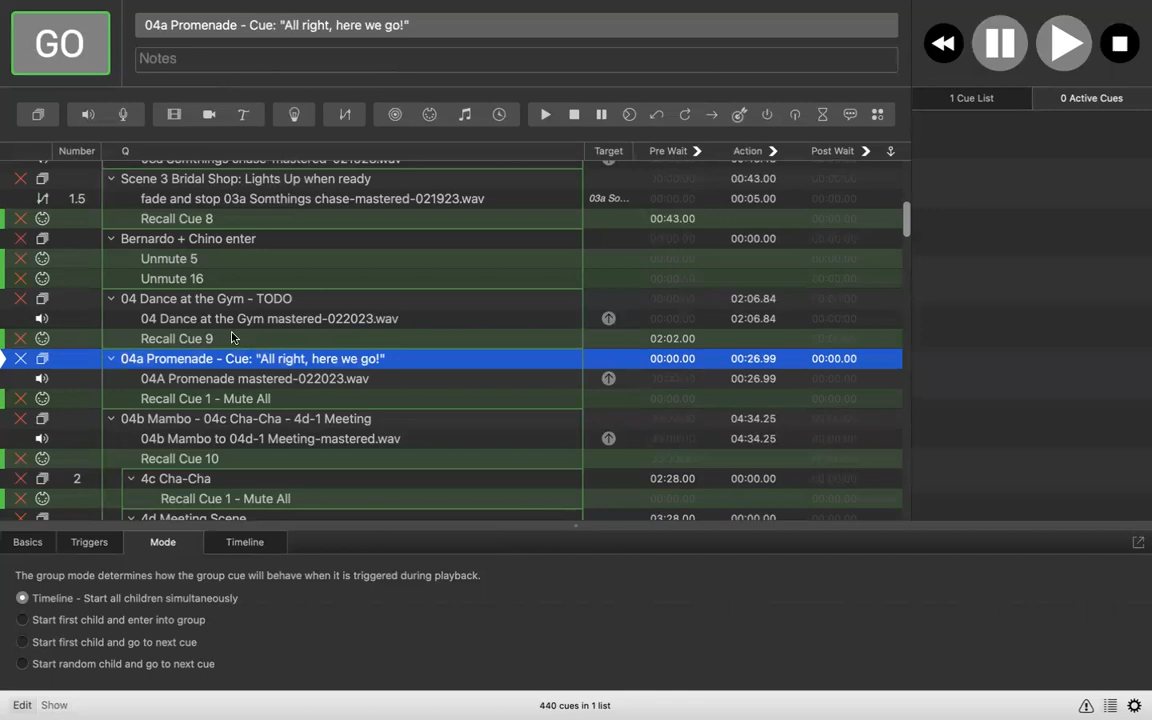 GO
04a Promenade - Cue: "All right, here we go!"
Notes
1 Cue List
0 Active Cues
Number Q Target Pre Wait Action Post Wait
Scene 3 Bridal Shop: Lights Up when ready 00:43.00
1.5 fade and stop 03a Somthings chase-mastered-021923.wav 03a So... 00:05.00
Recall Cue 8 00:43.00
Bernardo + Chino enter 00:00.00
Unmute 5
Unmute 16
04 Dance at the Gym - TODO 02:06.84
04 Dance at the Gym mastered-022023.wav 02:06.84
Recall Cue 9 02:02.00
04a Promenade - Cue: "All right, here we go!" 00:00.00 00:26.99 00:00.00
04A Promenade mastered-022023.wav 00:26.99
Recall Cue 1 - Mute All
04b Mambo - 04c Cha-Cha - 4d-1 Meeting 04:34.25
04b Mambo to 04d-1 Meeting-mastered.wav 04:34.25
Recall Cue 10
2 4c Cha-Cha 02:28.00 00:00.00
Recall Cue 1 - Mute All
4d Meeting Scene 03:28.00 00:00.00
Basics Triggers Mode Timeline
The group mode determines how the group cue will behave when it is triggered during playback.
Timeline - Start all children simultaneously
Start first child and enter into group
Start first child and go to next cue
Start random child and go to next cue
Edit Show 440 cues in 1 list